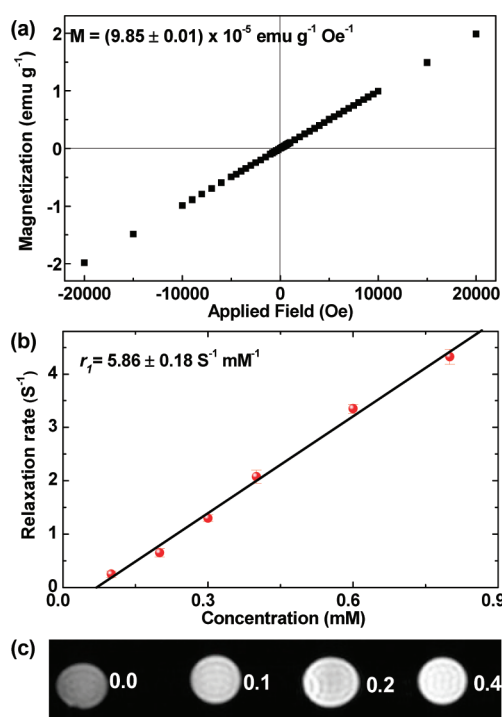 (a)
M = (9.85 ± 0.01) x 10⁻⁵ emu g⁻¹ Oe⁻¹
Magnetization (emu g⁻¹)
2
1
0
-1
-2
-20000 -10000 0 10000 20000
Applied Field (Oe)
(b)
r₁= 5.86 ± 0.18 S⁻¹ mM⁻¹
Relaxation rate (S⁻¹)
4
3
2
1
0
0.0 0.3 0.6 0.9
Concentration (mM)
(c)
0.0 0.1 0.2 0.4